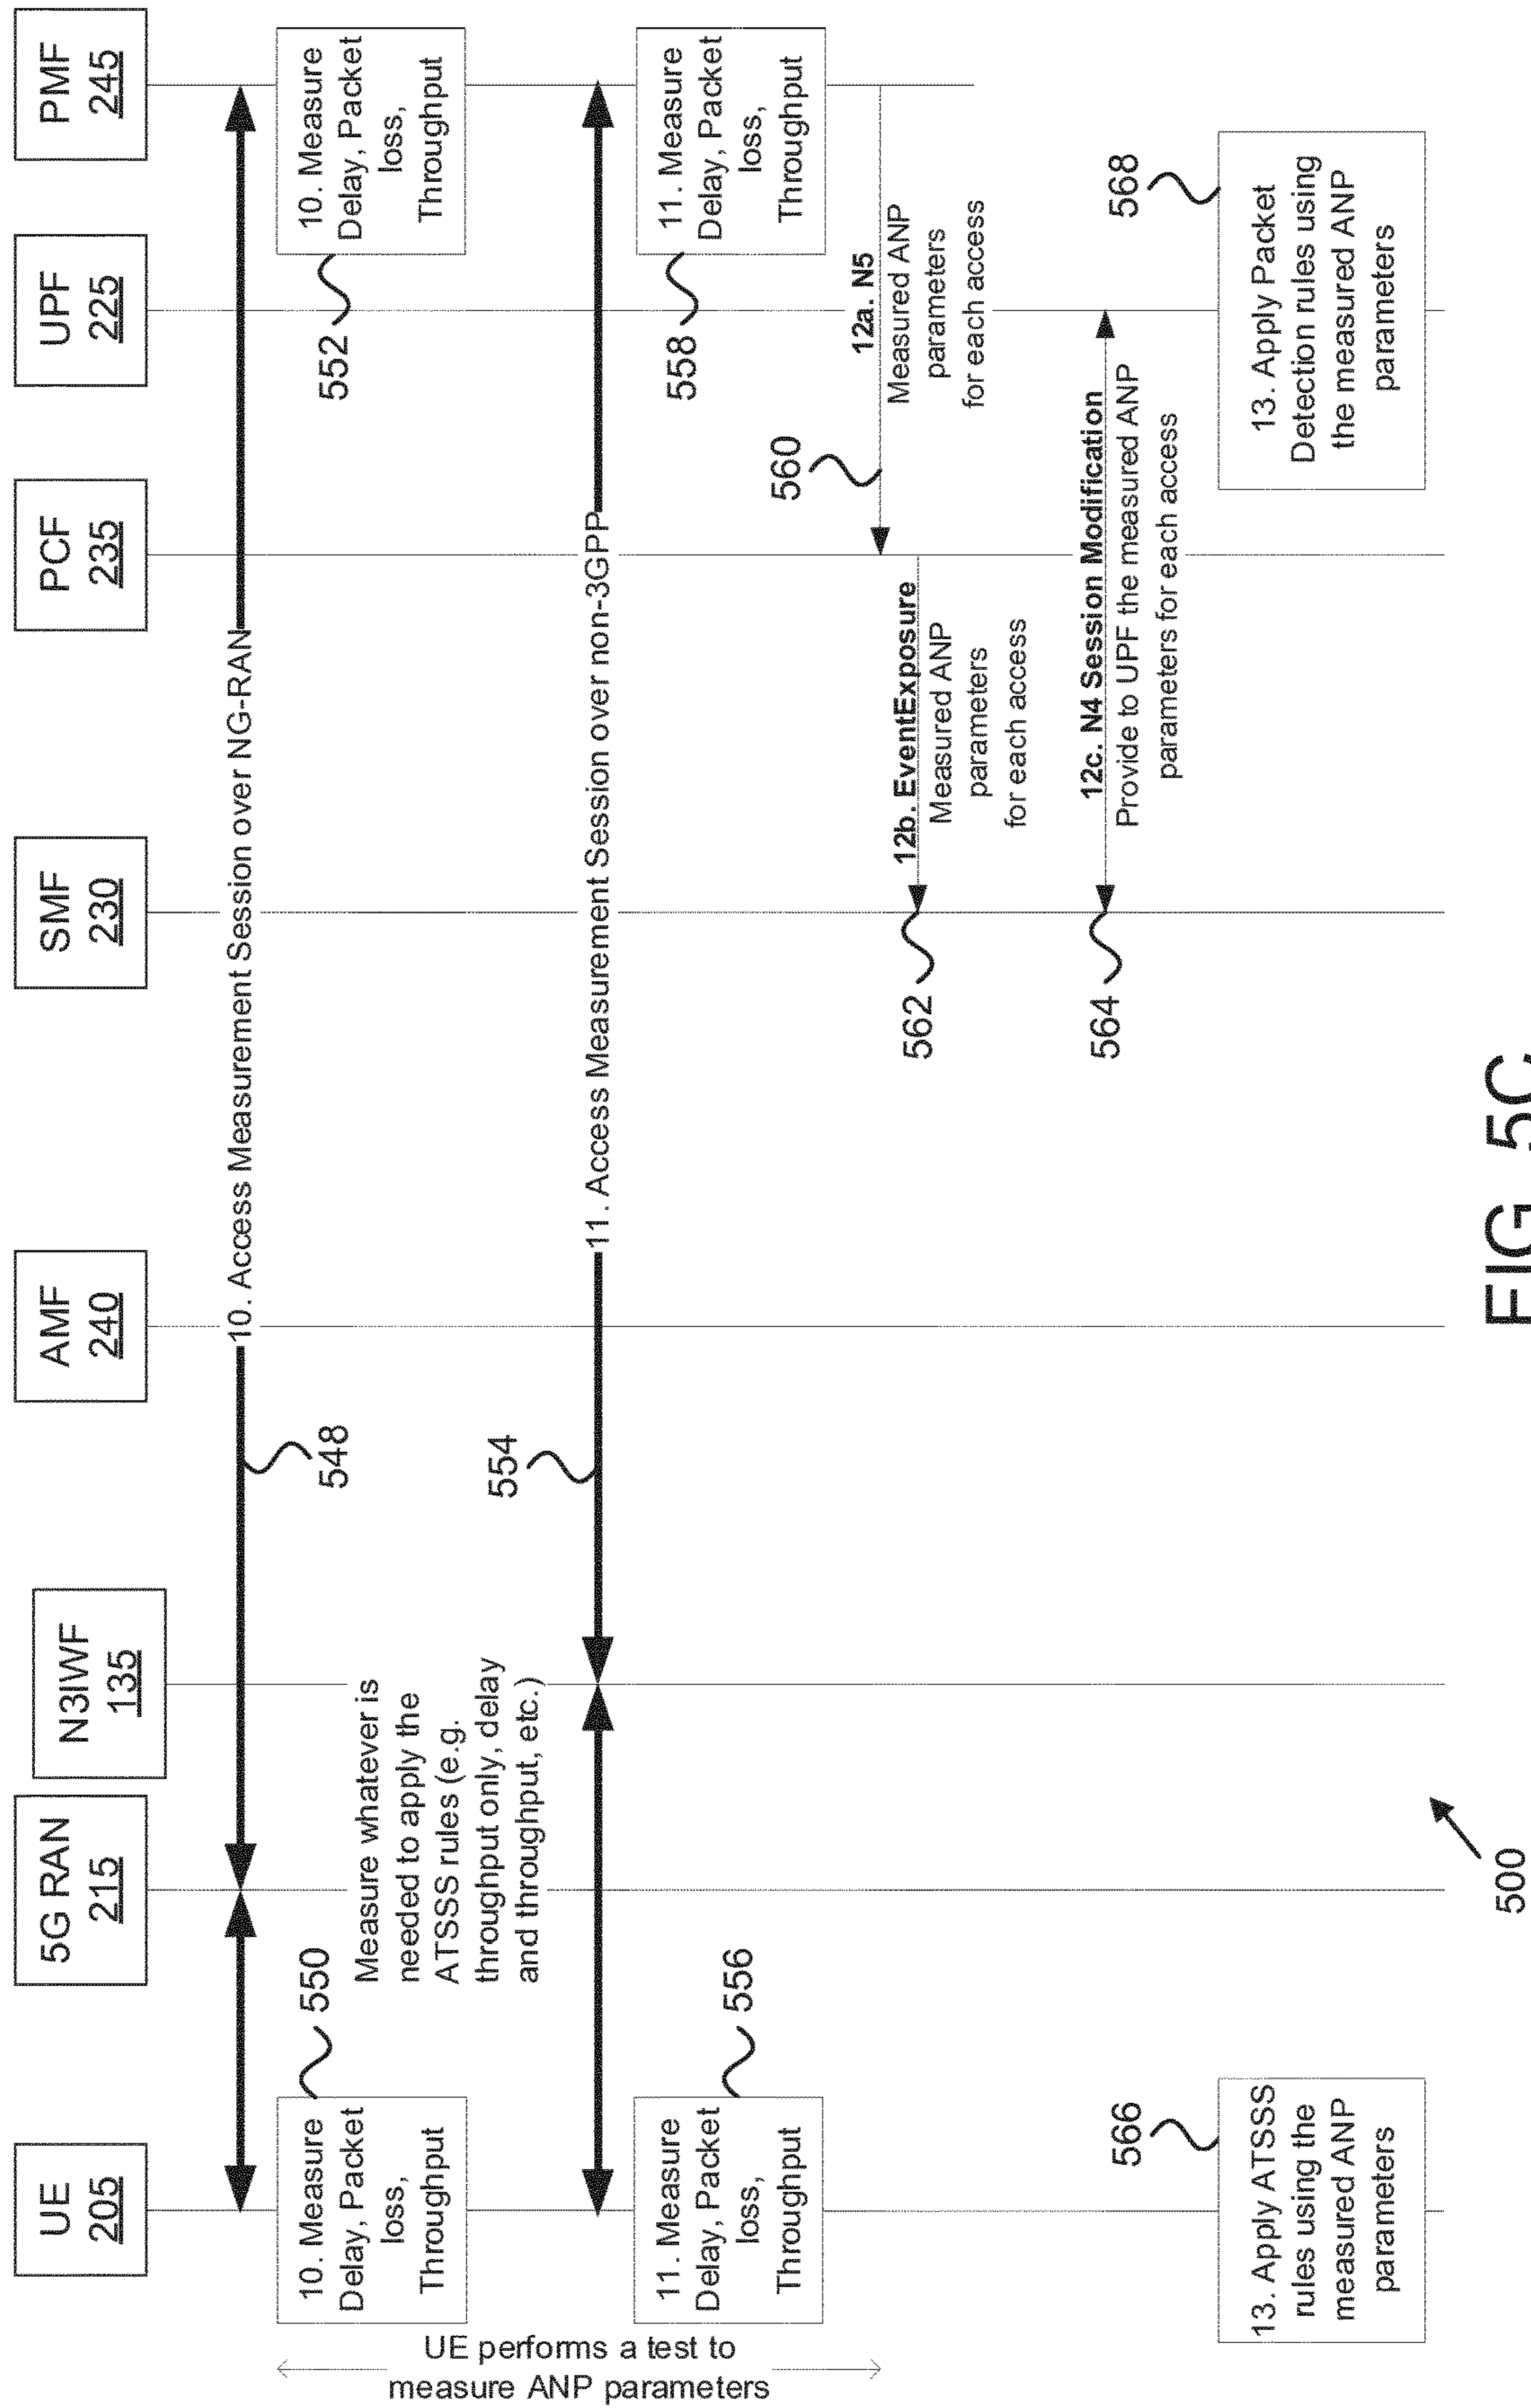 UE
205
5G RAN
215
N3IWF
135
AMF
240
SMF
230
PCF
235
UPF
225
PMF
245
10. Access Measurement Session over NG-RAN
548
10. Measure
Delay, Packet
loss,
Throughput
550
10. Measure
Delay, Packet
loss,
Throughput
552
Measure whatever is
needed to apply the
ATSSS rules (e.g.
throughput only, delay
and throughput, etc.)
UE performs a test to
measure ANP parameters
11. Access Measurement Session over non-3GPP
554
11. Measure
Delay, Packet
loss,
Throughput
556
11. Measure
Delay, Packet
loss,
Throughput
558
12a. N5
Measured ANP
parameters
for each access
560
12b. EventExposure
Measured ANP
parameters
for each access
562
12c. N4 Session Modification
Provide to UPF the measured ANP
parameters for each access
564
13. Apply ATSSS
rules using the
measured ANP
parameters
566
13. Apply Packet
Detection rules using
the measured ANP
parameters
568
500
FIG. 5C